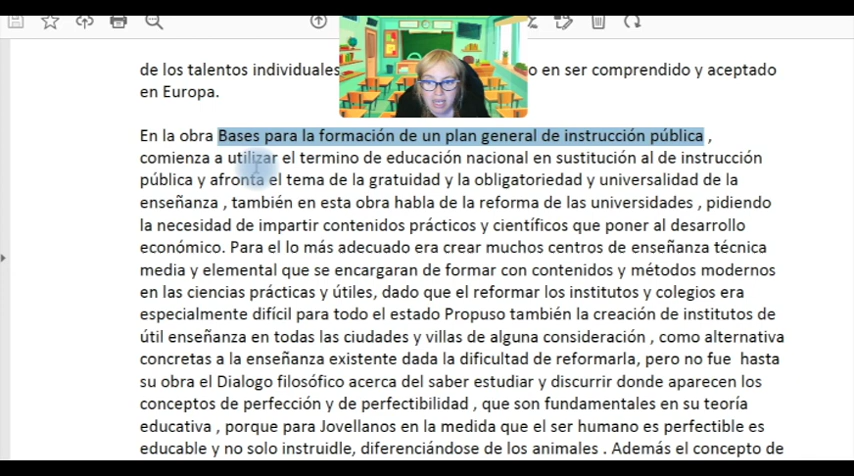 de los talentos individuales o en ser comprendido y aceptado
en Europa.
En la obra Bases para la formación de un plan general de instrucción pública ,
comienza a utilizar el termino de educación nacional en sustitución al de instrucción
pública y afronta el tema de la gratuidad y la obligatoriedad y universalidad de la
enseñanza , también en esta obra habla de la reforma de las universidades , pidiendo
la necesidad de impartir contenidos prácticos y científicos que poner al desarrollo
económico. Para el lo más adecuado era crear muchos centros de enseñanza técnica
media y elemental que se encargaran de formar con contenidos y métodos modernos
en las ciencias prácticas y útiles, dado que el reformar los institutos y colegios era
especialmente difícil para todo el estado Propuso también la creación de institutos de
útil enseñanza en todas las ciudades y villas de alguna consideración , como alternativa
concretas a la enseñanza existente dada la dificultad de reformarla, pero no fue hasta
su obra el Dialogo filosófico acerca del saber estudiar y discurrir donde aparecen los
conceptos de perfección y de perfectibilidad , que son fundamentales en su teoría
educativa , porque para Jovellanos en la medida que el ser humano es perfectible es
educable y no solo instruidle, diferenciándose de los animales . Además el concepto de